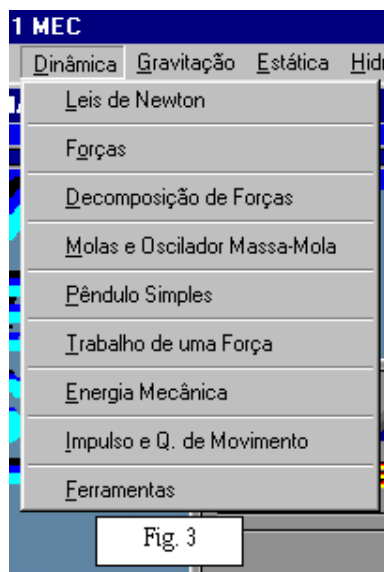 1 MEC
Dinâmica Gravitação Estática
Leis de Newton
Forças
Decomposição de Forças
Molas e Oscilador Massa-Mola
Pêndulo Simples
Trabalho de uma Força
Energia Mecânica
Impulso e Q. de Movimento
Ferramentas
Fig. 3